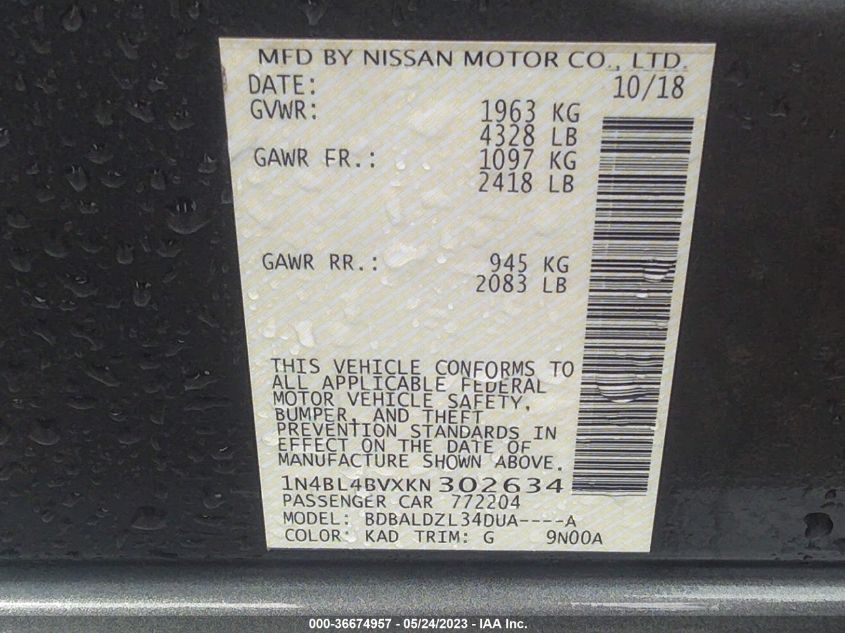 MFD BY NISSAN MOTOR CO., LTD.
DATE: 10/18
GVWR: 1963 KG
4328 LB
GAWR FR.: 1097 KG
2418 LB
GAWR RR.: 945 KG
2083 LB
THIS VEHICLE CONFORMS TO
ALL APPLICABLE FEDERAL
MOTOR VEHICLE SAFETY,
BUMPER, AND THEFT
PREVENTION STANDARDS IN
EFFECT ON THE DATE OF
MANUFACTURE SHOWN ABOVE.
1N4BL4BVXKN302634
PASSENGER CAR 772204
MODEL: BDBALDZL34DUA----A
COLOR: KAD TRIM: G 9N00A
000-36674957 - 05/24/2023 - IAA Inc.